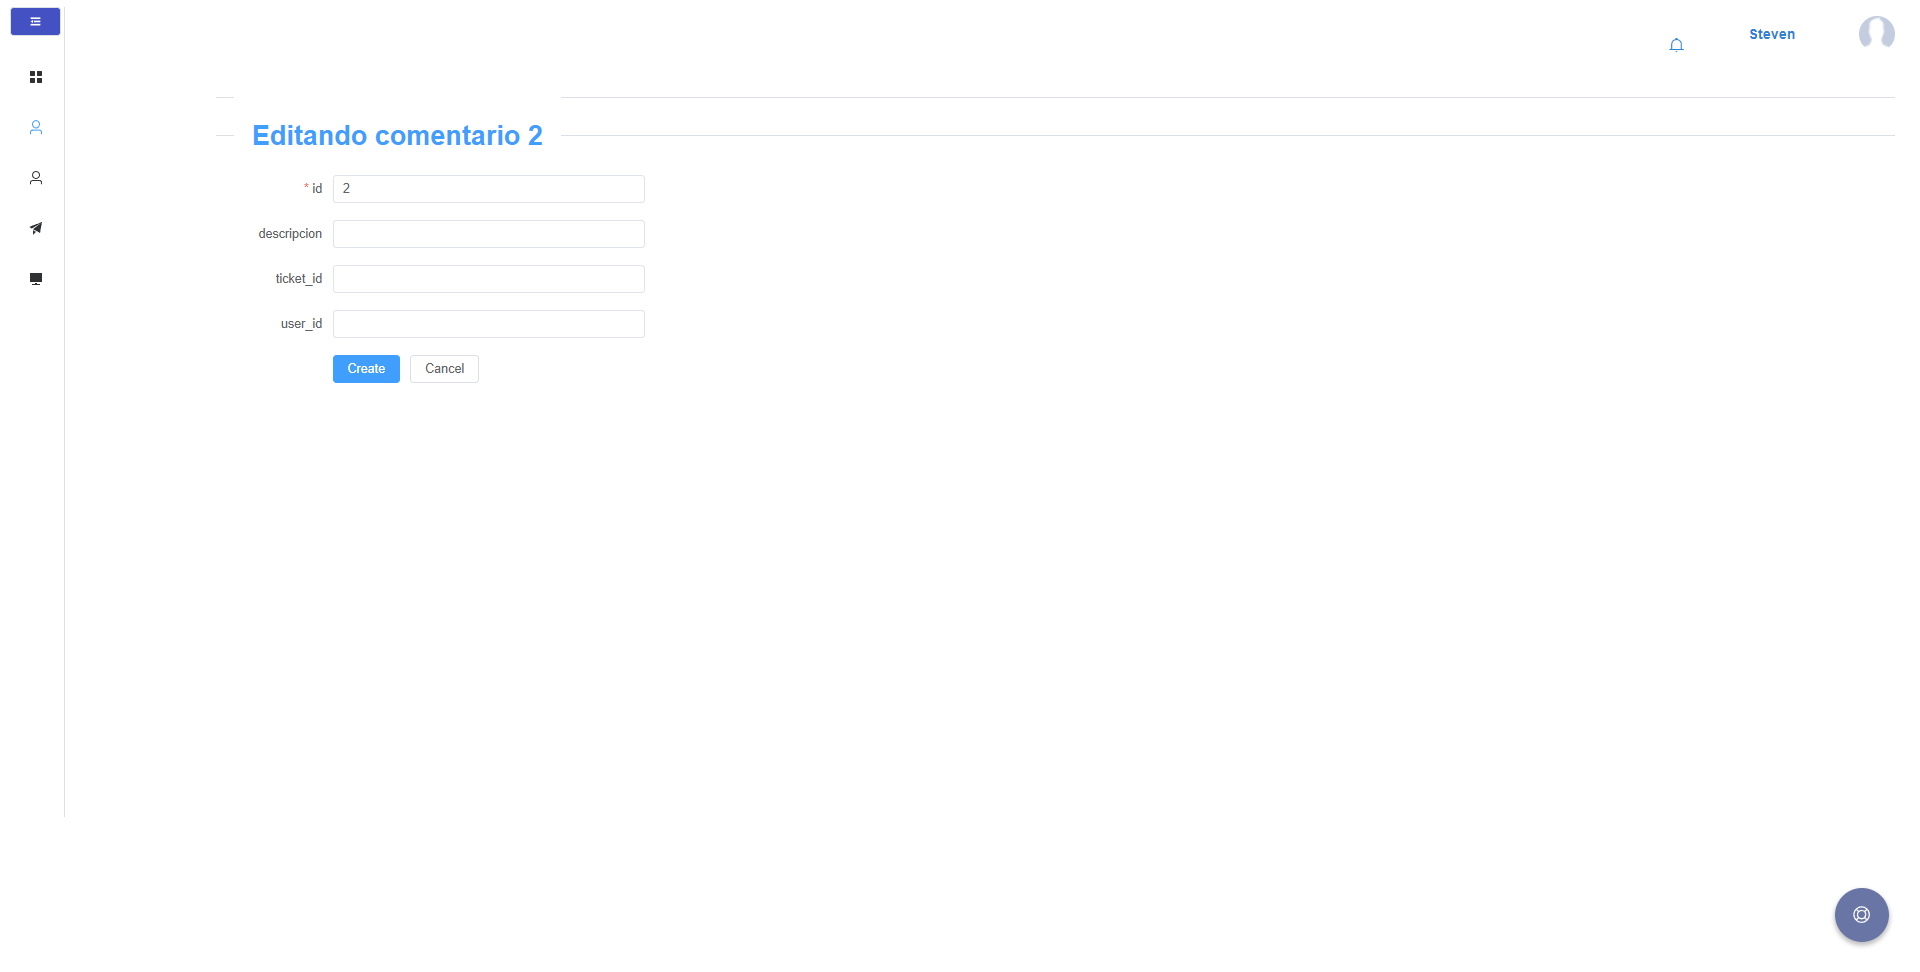 Steven
Editando comentario 2
* id 2
descripcion
ticket_id
user_id
Create Cancel